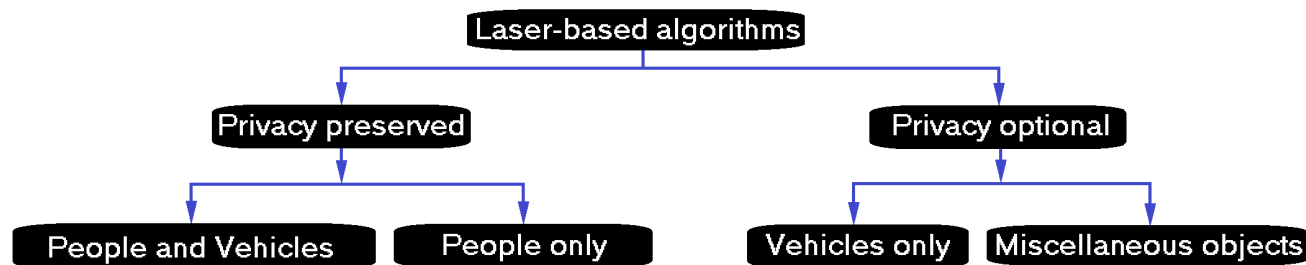 Laser-based algorithms
Privacy preserved
Privacy optional
People and Vehicles
People only
Vehicles only
Miscellaneous objects